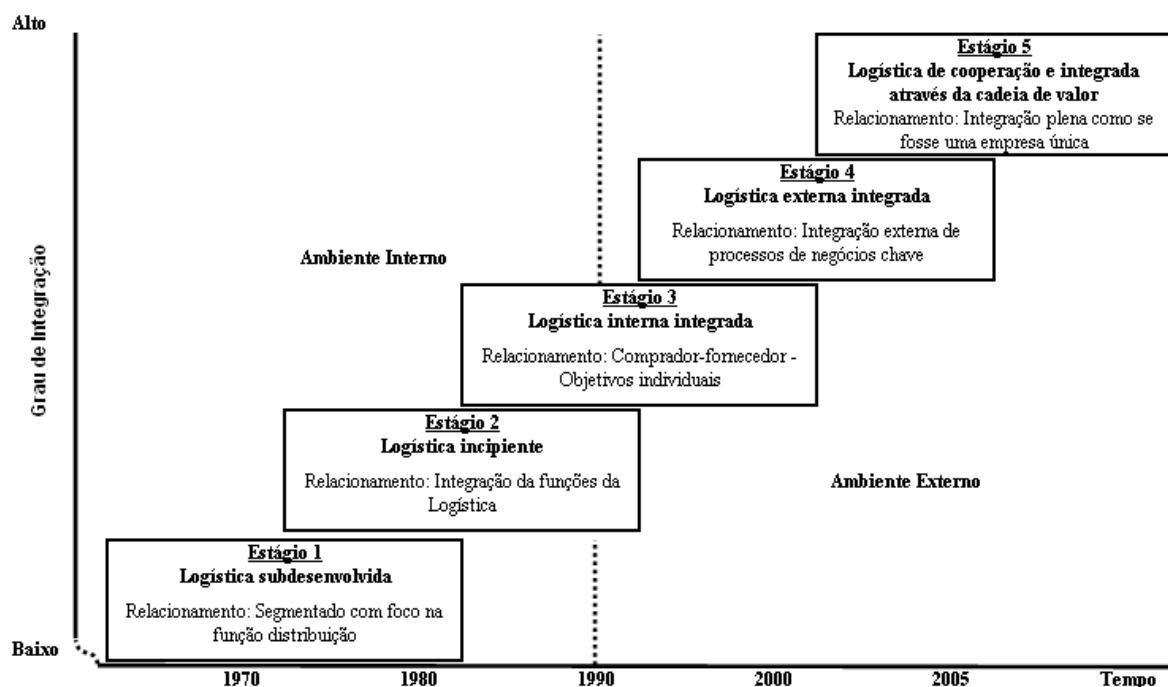 Alto
Estágio 5
Logística de cooperação e integrada
através da cadeia de valor
Relacionamento: Integração plena como se
fosse uma empresa única
Estágio 4
Logística externa integrada
Relacionamento: Integração externa de
processos de negócios chave
Ambiente Interno
Grau de Integração
Estágio 3
Logística interna integrada
Relacionamento: Comprador-fornecedor -
Objetivos individuais
Estágio 2
Logística incipiente
Relacionamento: Integração da funções da
Logística
Ambiente Externo
Estágio 1
Logística subdesenvolvida
Relacionamento: Segmentado com foco na
função distribuição
Baixo
1970 1980 1990 2000 2005 Tempo